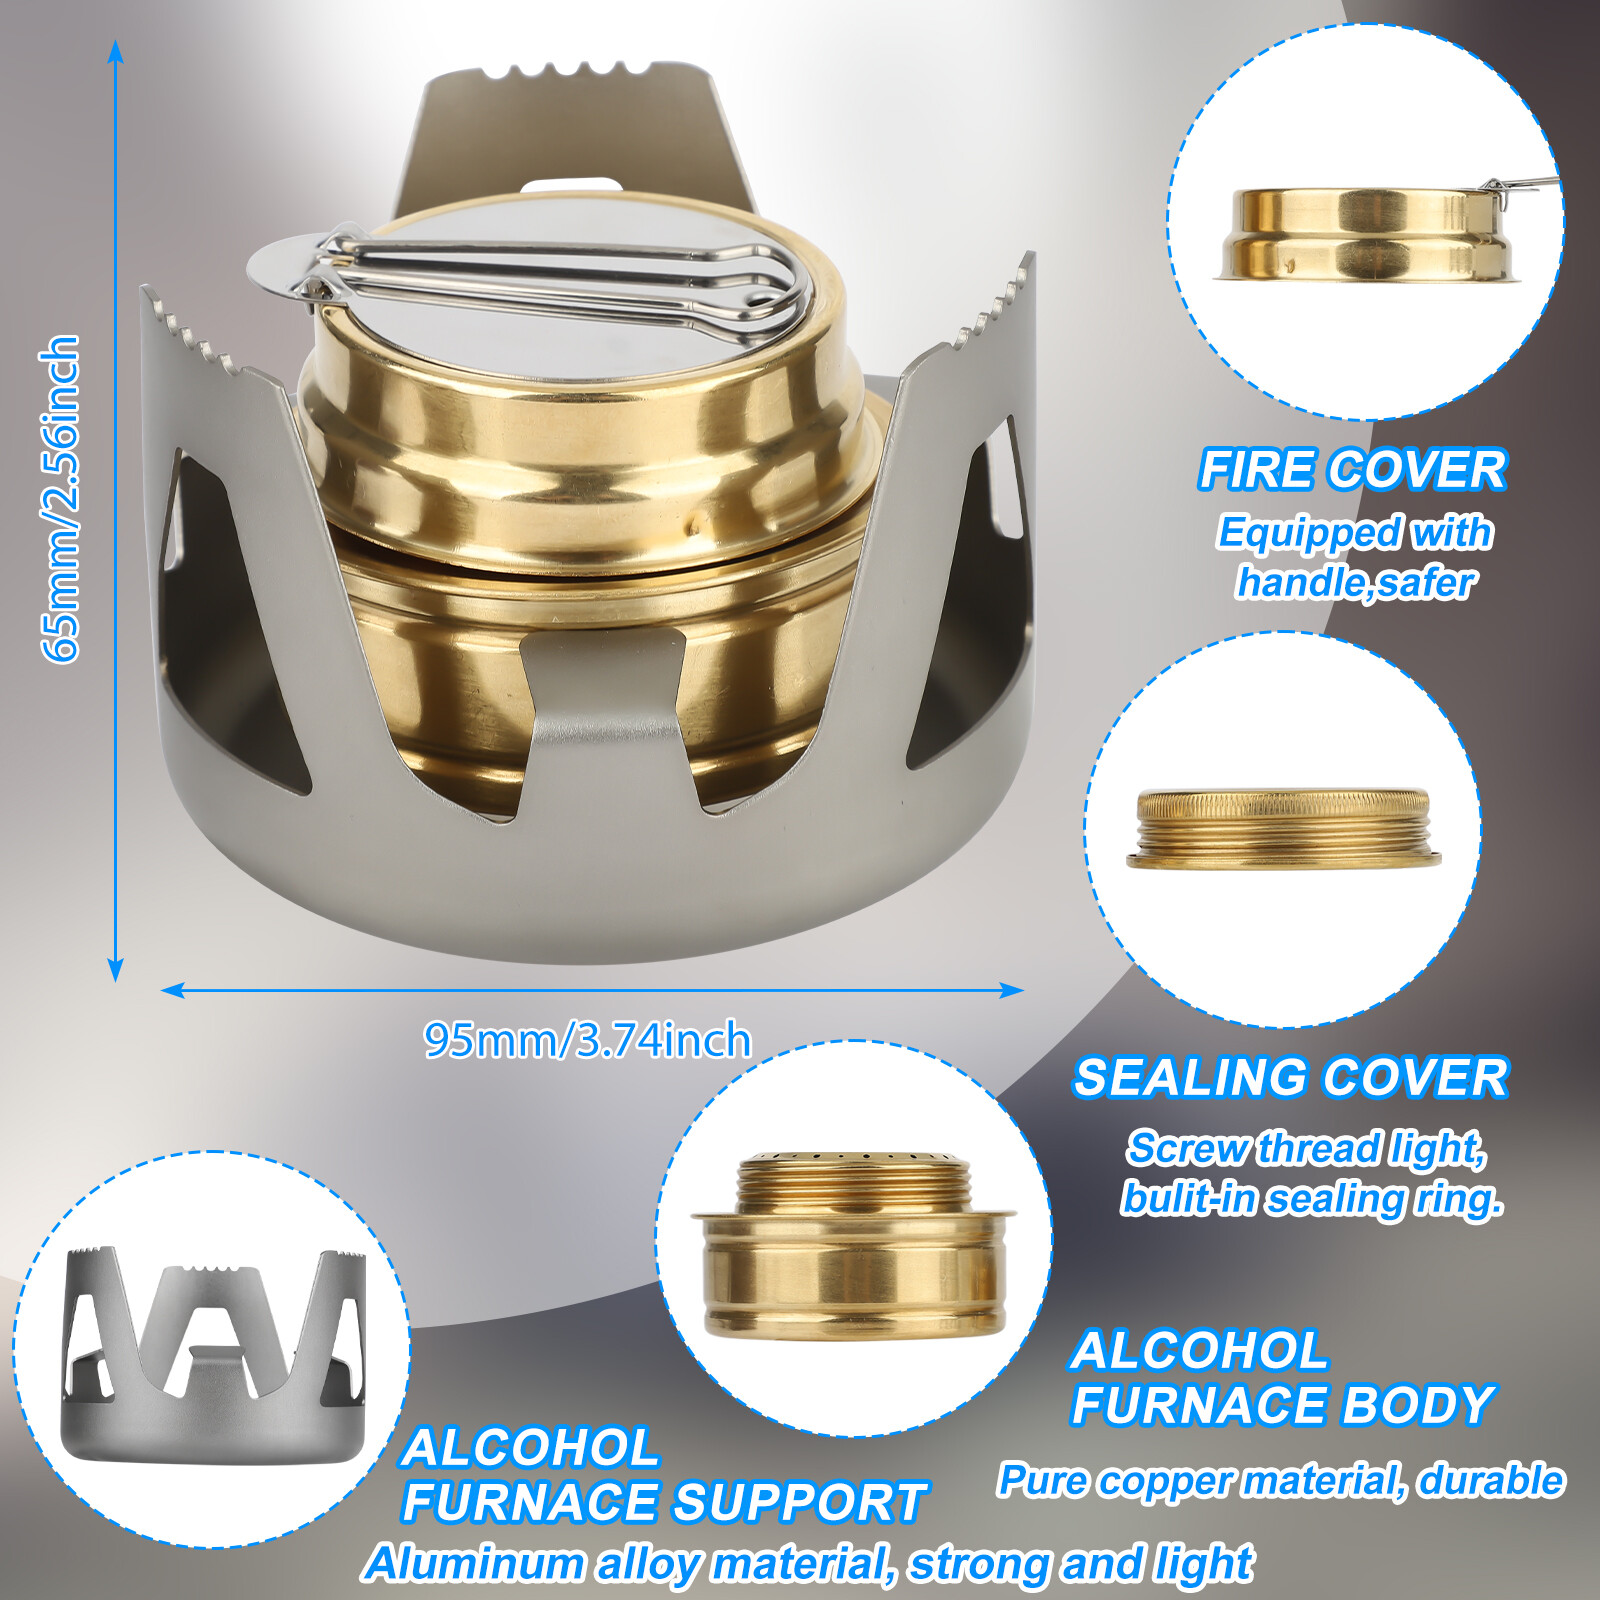 65mm/2.56inch
95mm/3.74inch
FIRE COVER
Equipped with
handle,safer
SEALING COVER
Screw thread light,
bulit-in sealing ring.
ALCOHOL
FURNACE BODY
Pure copper material, durable
ALCOHOL
FURNACE SUPPORT
Aluminum alloy material, strong and light